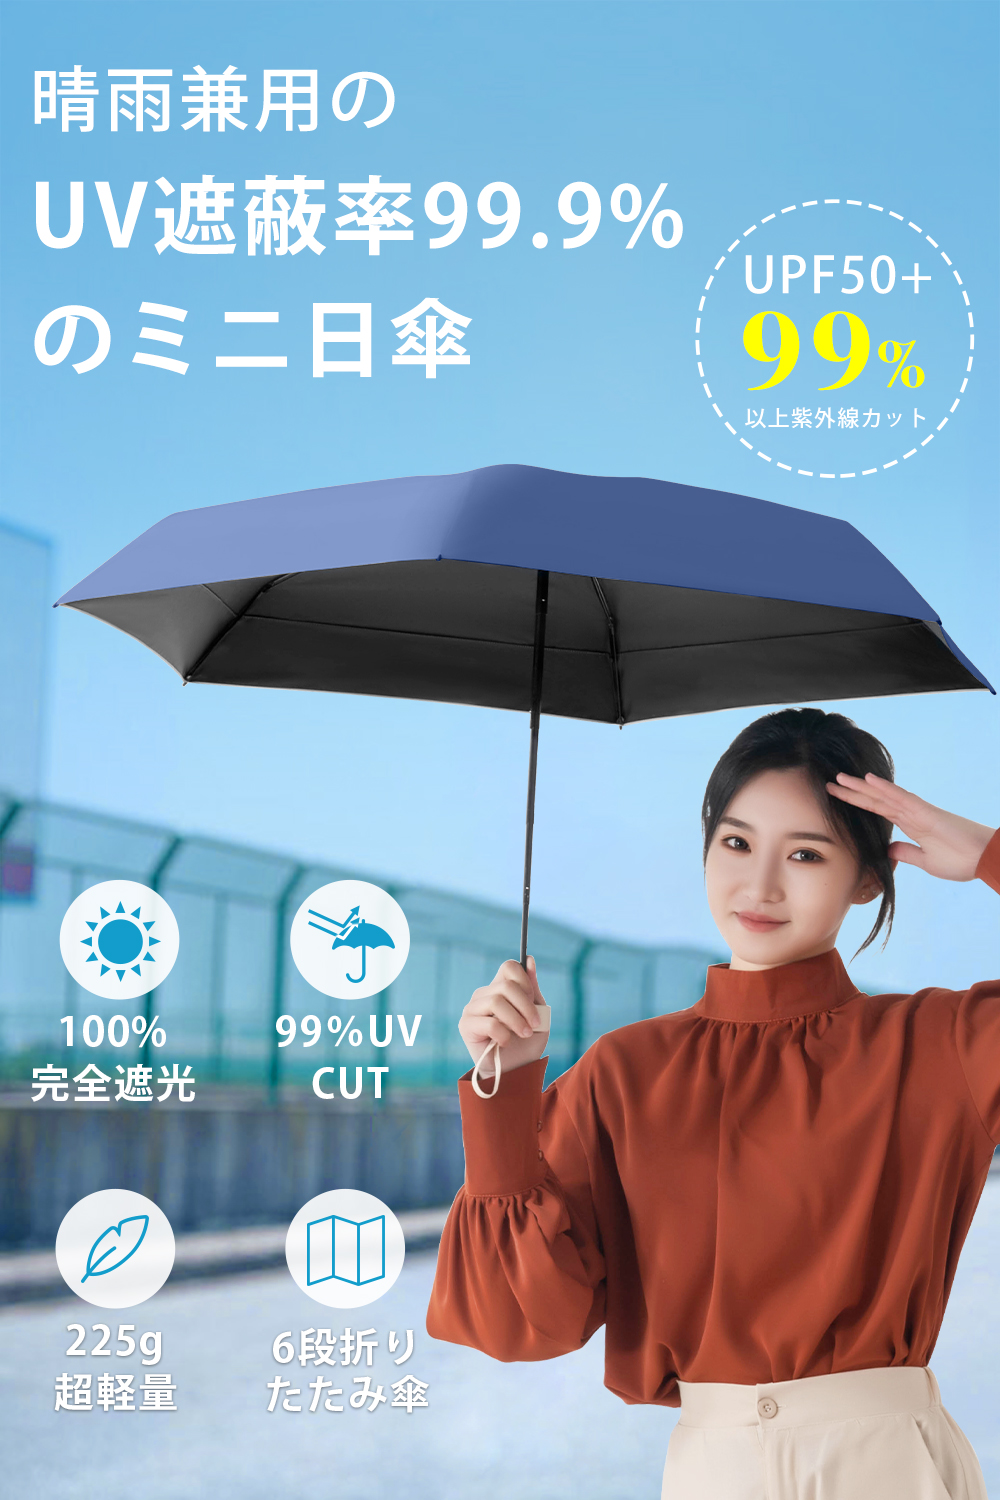 晴雨兼用の
UV遮蔽率99.9%
のミニ日傘
UPF50+
99%
以上紫外線カット
100%
完全遮光
99%UV
CUT
225g
超軽量
6段折り
たたみ傘